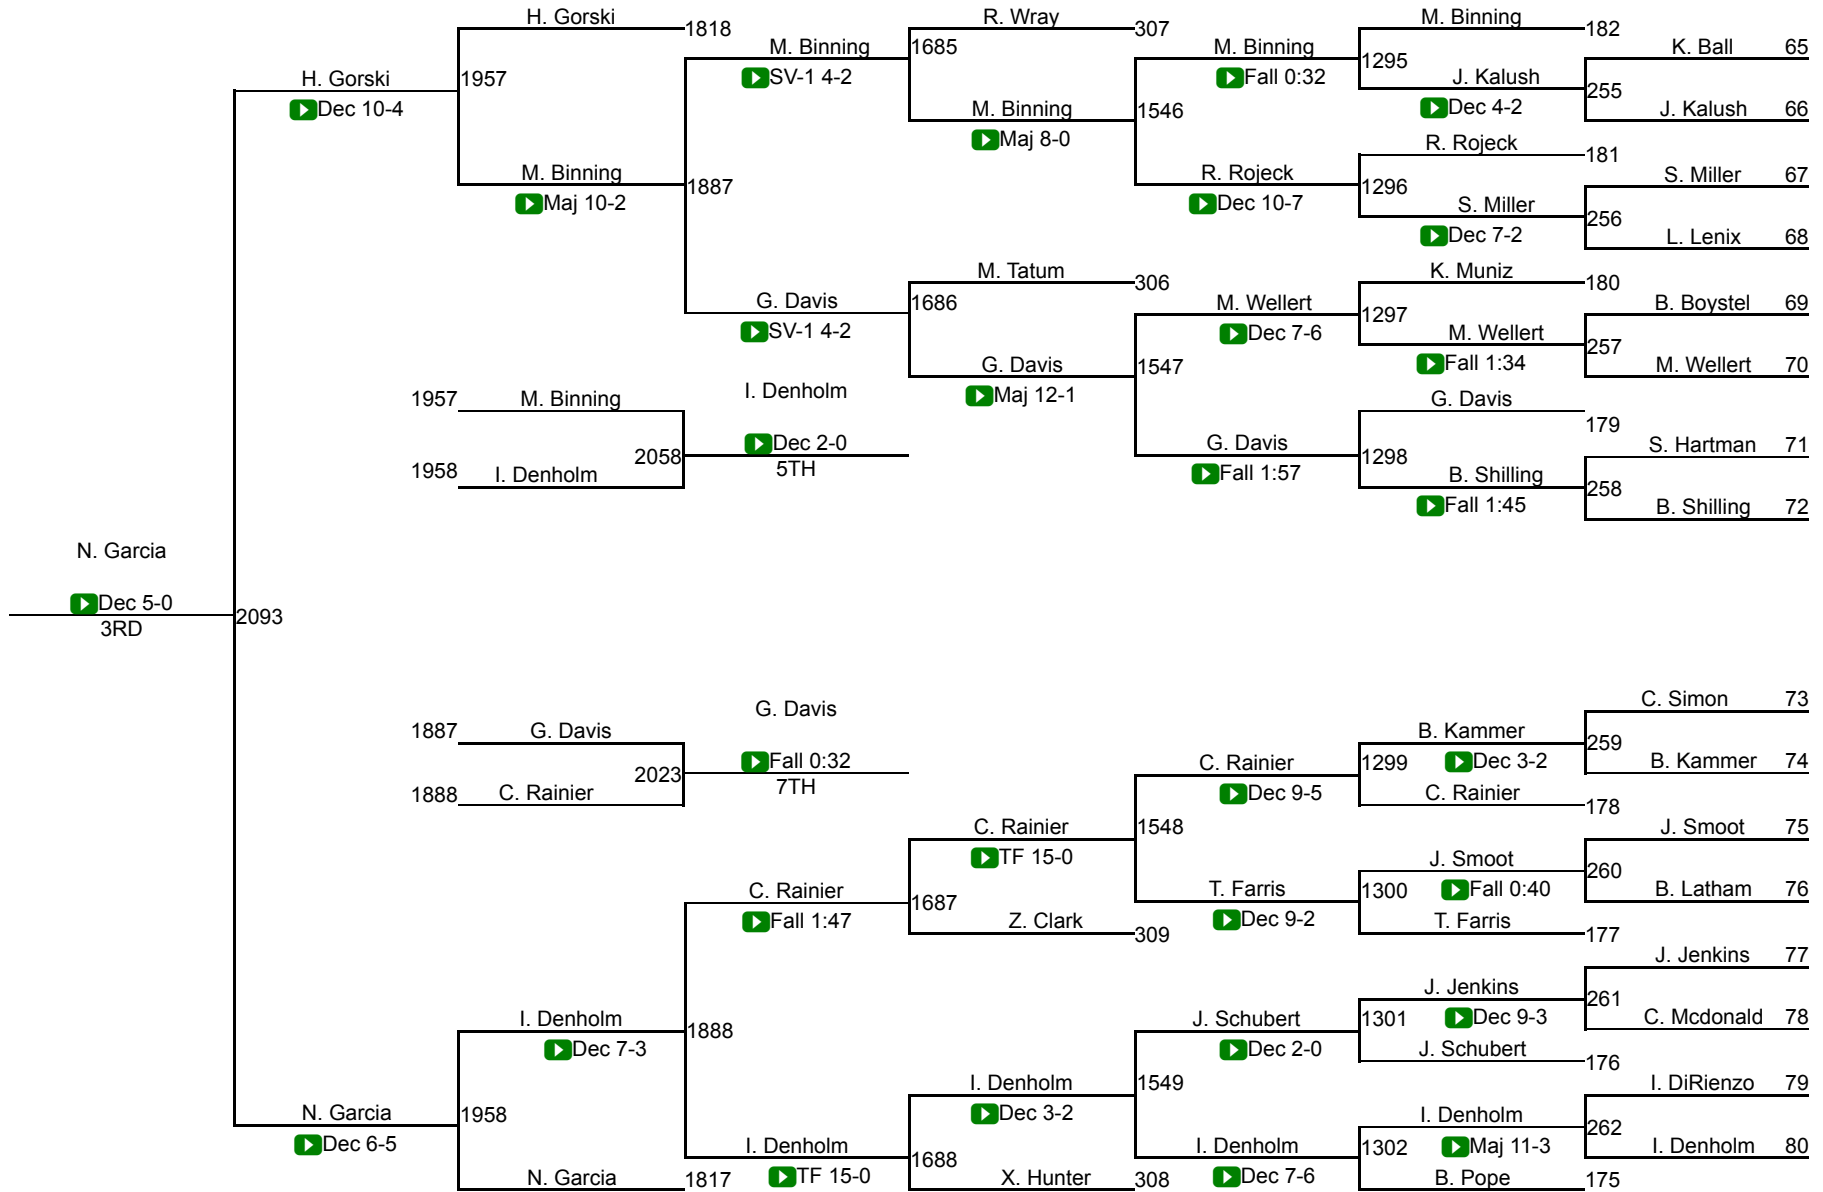 H. Gorski
1818
R. Wray
307
M. Binning
182
M. Binning
1685
M. Binning
K. Ball 65
1295
H. Gorski
1957
SV-1 4-2
Fall 0:32
J. Kalush
255
Dec 10-4
M. Binning
1546
Dec 4-2
J. Kalush 66
Maj 8-0
R. Rojeck
181
M. Binning
1887
R. Rojeck
1296
S. Miller 67
Maj 10-2
Dec 10-7
S. Miller
256
Dec 7-2
L. Lenix 68
M. Tatum
306
K. Muniz
180
G. Davis
1686
M. Wellert
1297
B. Boystel 69
SV-1 4-2
Dec 7-6
M. Wellert
257
G. Davis
1547
Fall 1:34
M. Wellert 70
I. Denholm
Maj 12-1
1957
M. Binning
G. Davis
179
2058
Dec 2-0
G. Davis
1298
S. Hartman 71
1958
I. Denholm
5TH
Fall 1:57
B. Shilling
258
Fall 1:45
B. Shilling 72
N. Garcia
Dec 5-0
2093
3RD
C. Simon 73
G. Davis
1887
G. Davis
B. Kammer
259
2023
Fall 0:32
C. Rainier
1299
Dec 3-2
B. Kammer 74
1888
C. Rainier
7TH
Dec 9-5
C. Rainier
178
C. Rainier
1548
J. Smoot 75
TF 15-0
J. Smoot
260
C. Rainier
1687
T. Farris
1300
Fall 0:40
B. Latham 76
Fall 1:47
Z. Clark
309
Dec 9-2
T. Farris
177
J. Jenkins 77
J. Jenkins
261
I. Denholm
1888
J. Schubert
1301
Dec 9-3
C. Mcdonald 78
Dec 7-3
Dec 2-0
J. Schubert
176
I. Denholm
1549
I. DiRienzo 79
N. Garcia
1958
Dec 3-2
I. Denholm
262
Dec 6-5
I. Denholm
1688
I. Denholm
1302
Maj 11-3
I. Denholm 80
N. Garcia
1817
TF 15-0
X. Hunter
308
Dec 7-6
B. Pope
175